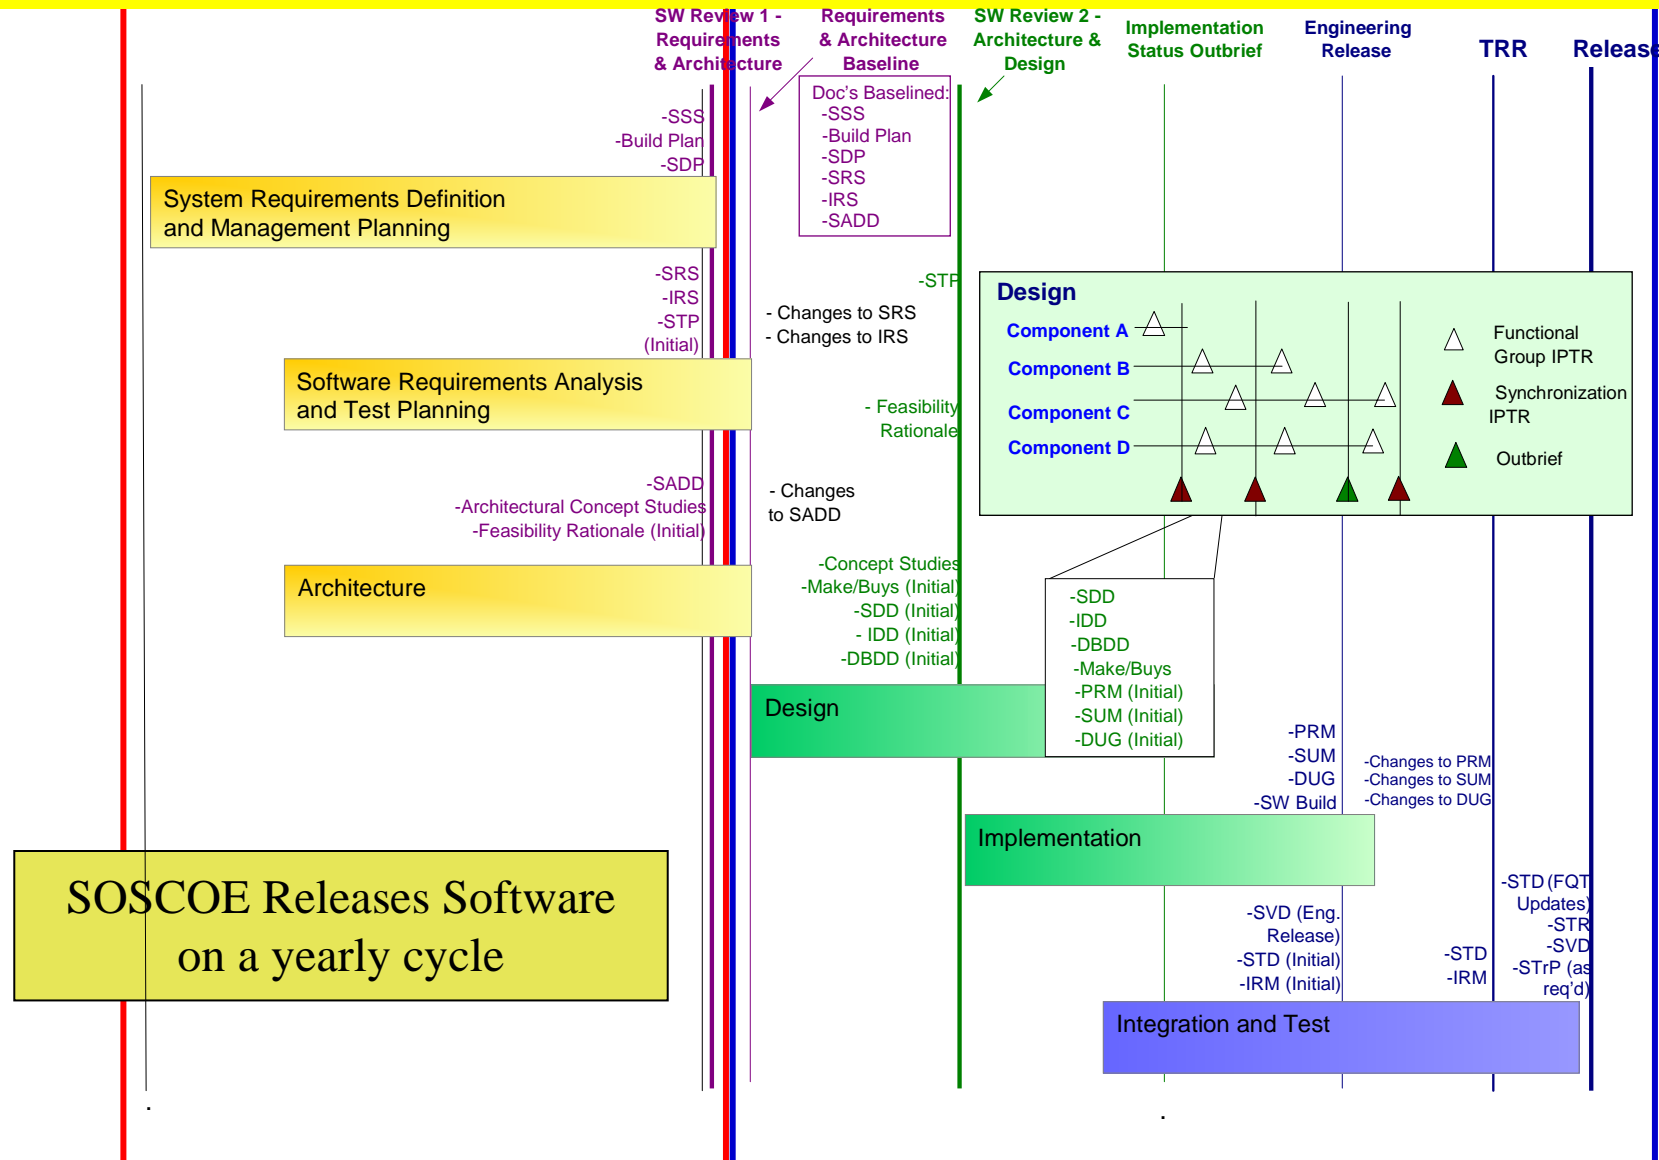 SW Review 1 -
Requirements
& Architecture
Requirements
& Architecture
Baseline
SW Review 2 -
Architecture &
Design
Implementation
Status Outbrief
Engineering
Release
TRR
Release
-SSS
-Build Plan
-SDP
Doc's Baselined:
-SSS
-Build Plan
-SDP
-SRS
-IRS
-SADD
System Requirements Definition
and Management Planning
-SRS
-IRS
-STP
(Initial)
- Changes to SRS
- Changes to IRS
-STP
Software Requirements Analysis
and Test Planning
- Feasibility
Rationale
Design
Component A
Component B
Component C
Component D
Functional
Group IPTR
Synchronization
IPTR
Outbrief
-SADD
-Architectural Concept Studies
-Feasibility Rationale (Initial)
- Changes
to SADD
Architecture
-Concept Studies
-Make/Buys (Initial)
-SDD (Initial)
- IDD (Initial)
-DBDD (Initial)
-SDD
-IDD
-DBDD
-Make/Buys
-PRM (Initial)
-SUM (Initial)
-DUG (Initial)
Design
-PRM
-SUM
-DUG
-SW Build
-Changes to PRM
-Changes to SUM
-Changes to DUG
Implementation
SOSCOE Releases Software
on a yearly cycle
-SVD (Eng.
Release)
-STD (Initial)
-IRM (Initial)
-STD
-IRM
-STD (FQT
Updates)
-STR
-SVD
-STrP (as
req'd)
Integration and Test
.
.